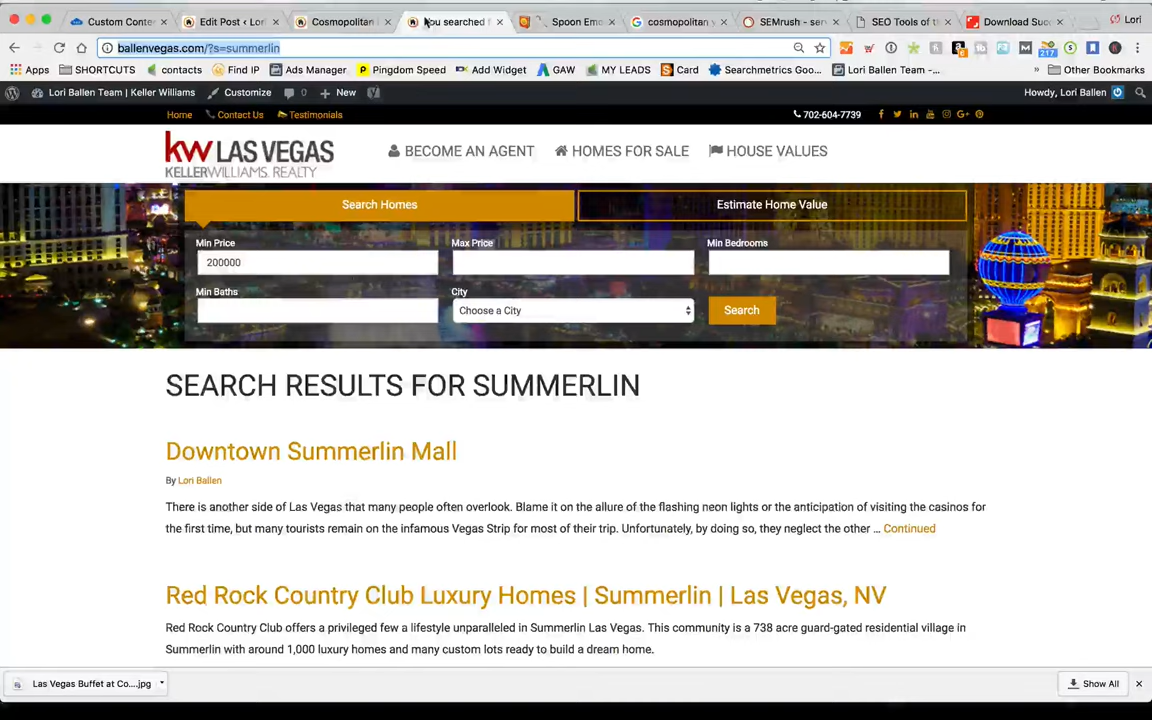 Custom Conte
Edit Post ‹ Lor
Cosmopolitan
You searched f
Spoon Emo
cosmopolitan v
SEMrush - ser
SEO Tools of th
Download Suc
Lori
ballenvegas.com/?s=summerlin
217
Apps
SHORTCUTS
contacts
Find IP
Ads Manager
Pingdom Speed
Add Widget
GAW
MY LEADS
Card
Searchmetrics Goo...
Lori Ballen Team -...
»
Other Bookmarks
Lori Ballen Team | Keller Williams
Customize
0
New
Howdy, Lori Ballen
Home
Contact Us
Testimonials
702-604-7739
kw LAS VEGAS
KELLERWILLIAMS. REALTY
BECOME AN AGENT
HOMES FOR SALE
HOUSE VALUES
Search Homes
Estimate Home Value
Min Price
Max Price
Min Bedrooms
200000
Min Baths
City
Choose a City
Search
SEARCH RESULTS FOR SUMMERLIN
Downtown Summerlin Mall
By Lori Ballen
There is another side of Las Vegas that many people often overlook. Blame it on the allure of the flashing neon lights or the anticipation of visiting the casinos for
the first time, but many tourists remain on the infamous Vegas Strip for most of their trip. Unfortunately, by doing so, they neglect the other ... Continued
Red Rock Country Club Luxury Homes | Summerlin | Las Vegas, NV
Red Rock Country Club offers a privileged few a lifestyle unparalleled in Summerlin Las Vegas. This community is a 738 acre guard-gated residential village in
Summerlin with around 1,000 luxury homes and many custom lots ready to build a dream home.
Las Vegas Buffet at Co....jpg
Show All